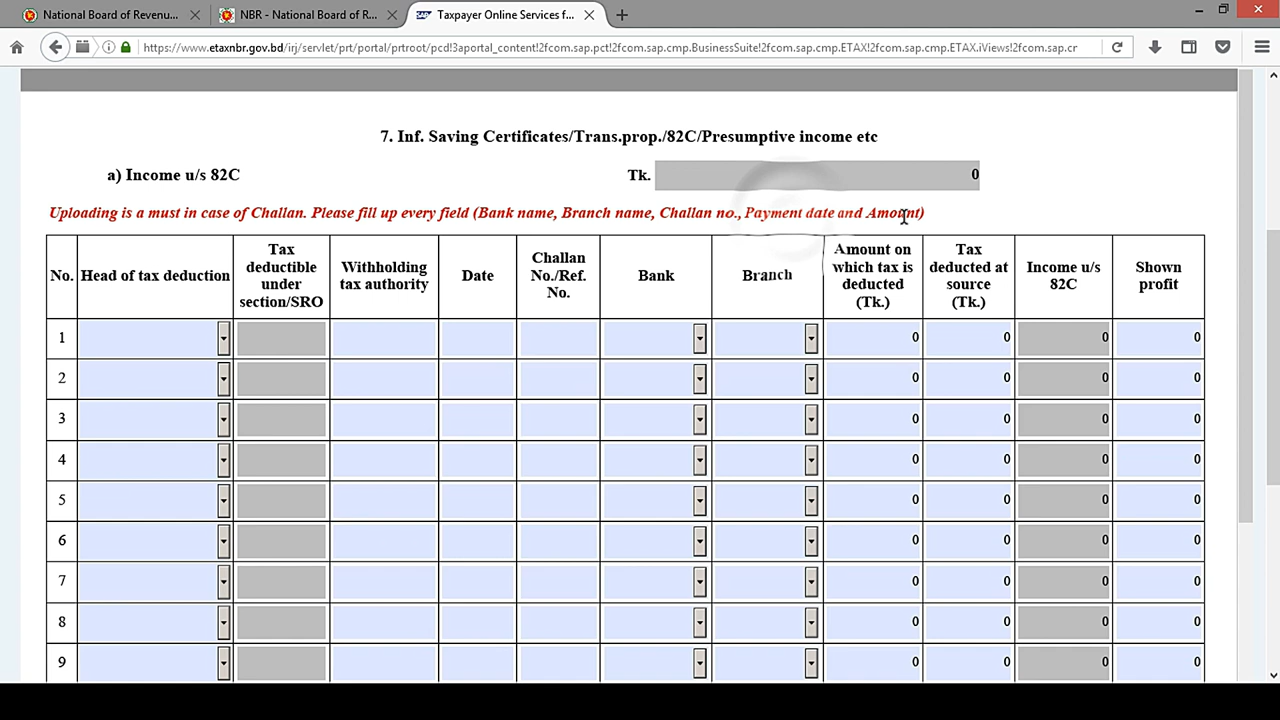 National Board of Revenu...
NBR - National Board of R...
Taxpayer Online Services f...
https://www.etaxnbr.gov.bd/irj/servlet/prt/portal/prtroot/pcd!3aportal_content!2fcom.sap.pct!2fcom.sap.cmp.BusinessSuite!2fcom.sap.cmp.ETAX!2fcom.sap.cmp.ETAX.iViews!2fcom.sap.cr
7. Inf. Saving Certificates/Trans.prop./82C/Presumptive income etc
a) Income u/s 82C Tk. 0
Uploading is a must in case of Challan. Please fill up every field (Bank name, Branch name, Challan no., Payment date and Amount)
No. Head of tax deduction Tax deductible under section/SRO Withholding tax authority Date Challan No./Ref. No. Bank Branch Amount on which tax is deducted (Tk.) Tax deducted at source (Tk.) Income u/s 82C Shown profit
1 0 0 0 0
2 0 0 0 0
3 0 0 0 0
4 0 0 0 0
5 0 0 0 0
6 0 0 0 0
7 0 0 0 0
8 0 0 0 0
9 0 0 0 0